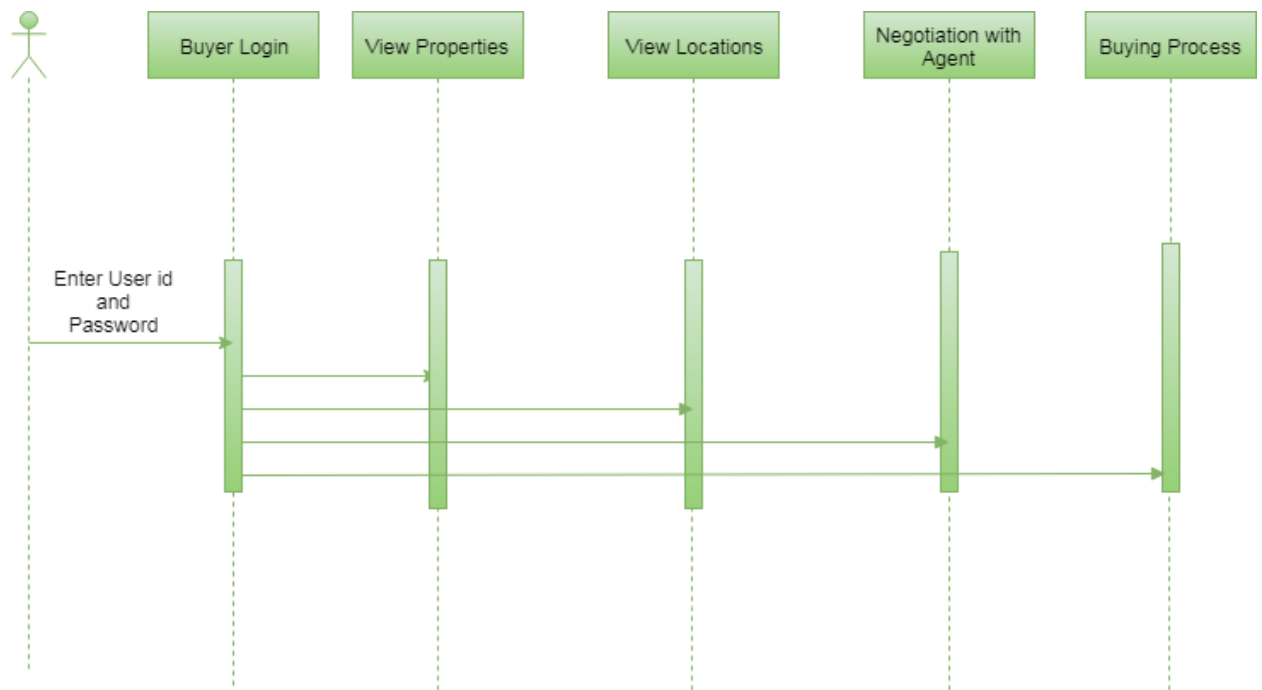 Buyer Login
View Properties
View Locations
Negotiation with
Agent
Buying Process
Enter User id
and
Password